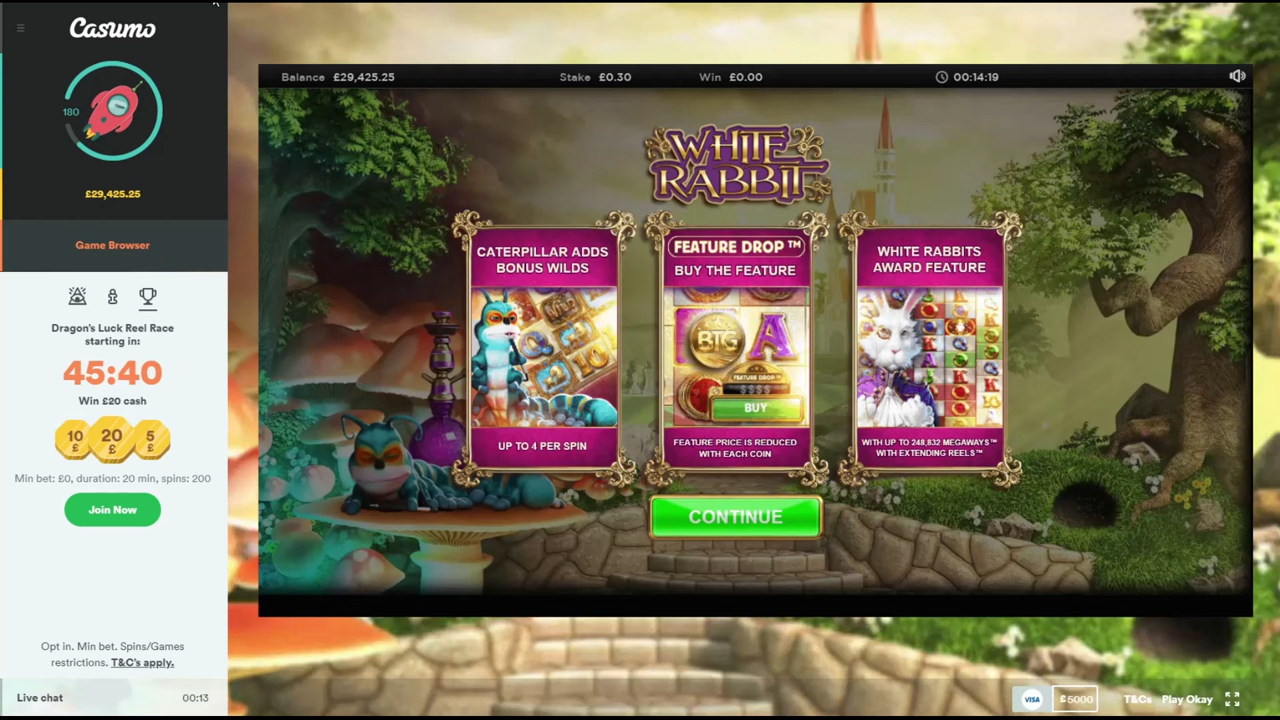 Casumo
180
£29,425.25
Game Browser
Dragon's Luck Reel Race
starting in:
45:40
Win £20 cash
10 £
20 £
5 £
Min bet: £0, duration: 20 min, spins: 200
Join Now
Opt in. Min bet. Spins/Games
restrictions. T&C's apply.
Live chat 00:13
Balance £29,425.25 Stake £0.30 Win £0.00 00:14:19
WHITE
RABBIT
CATERPILLAR ADDS
BONUS WILDS
UP TO 4 PER SPIN
FEATURE DROP™
BUY THE FEATURE
BIG
A
FEATURE DROP™
$$$$
BUY
FEATURE PRICE IS REDUCED
WITH EACH COIN
WHITE RABBITS
AWARD FEATURE
WITH UP TO 248,832 MEGAWAYS™
WITH EXTENDING REELS™
CONTINUE
VISA £5000 T&Cs Play Okay